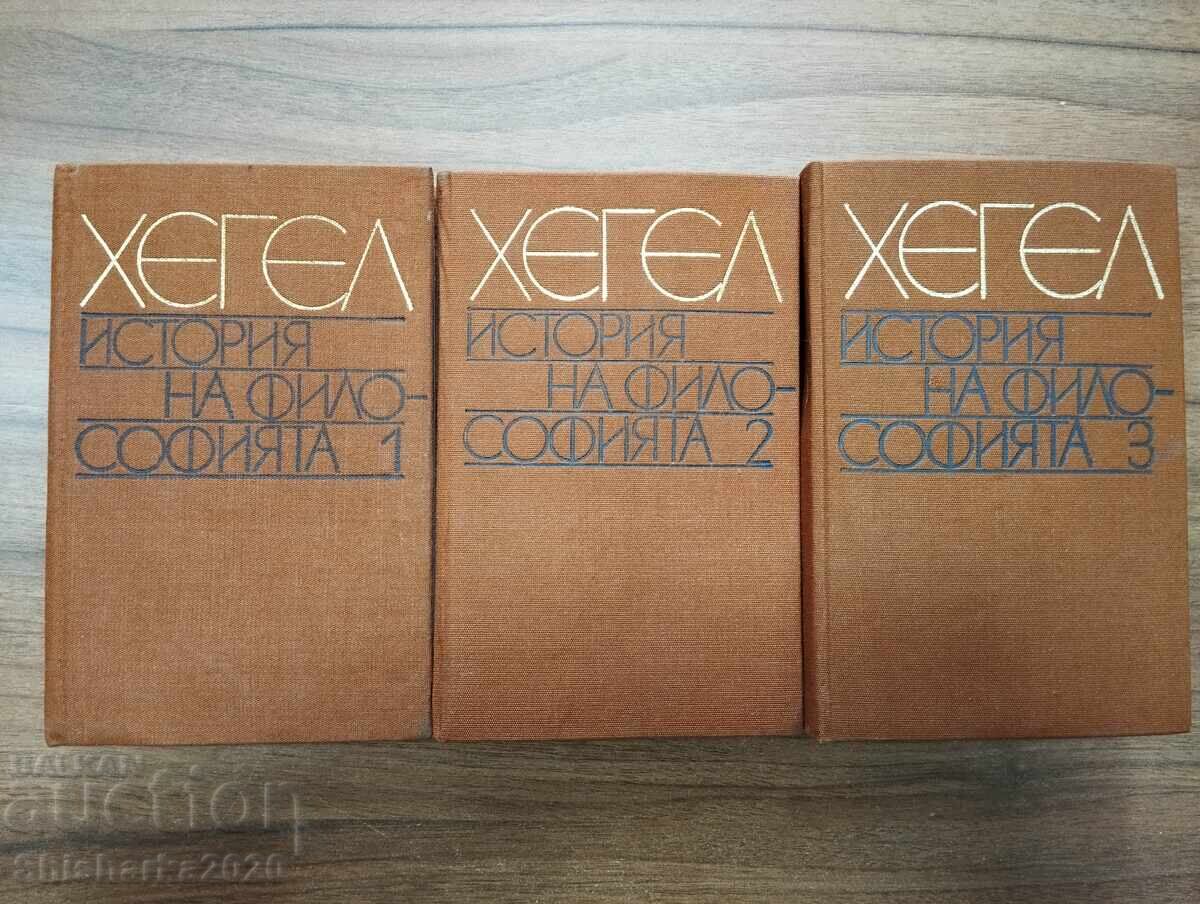 ХЕГЕЛ
ИСТОРИЯ
НА ФИЛО-
СОФИЯТА 1
ХЕГЕЛ
ИСТОРИЯ
НА ФИЛО-
СОФИЯТА 2
ХЕГЕЛ
ИСТОРИЯ
НА ФИЛО-
СОФИЯТА 3
BALKAN
auction
Shisharka2020